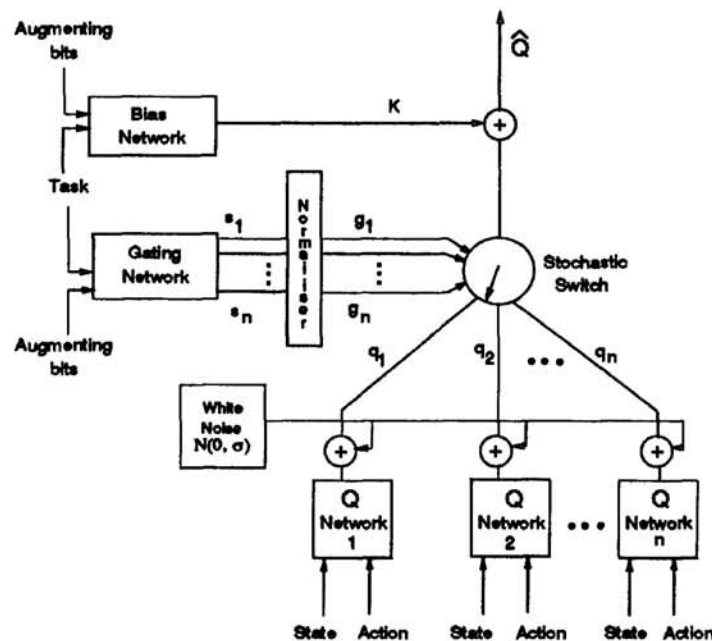 Augmenting
bits
Q̂
Bias
Network
K
+
Task
Gating
Network
s1
sn
Normaliser
g1
gn
Stochastic
Switch
Augmenting
bits
q1
q2
qn
White
Noise
N(0, σ)
+
+
+
Q
Network
1
Q
Network
2
Q
Network
n
State
Action
State
Action
State
Action